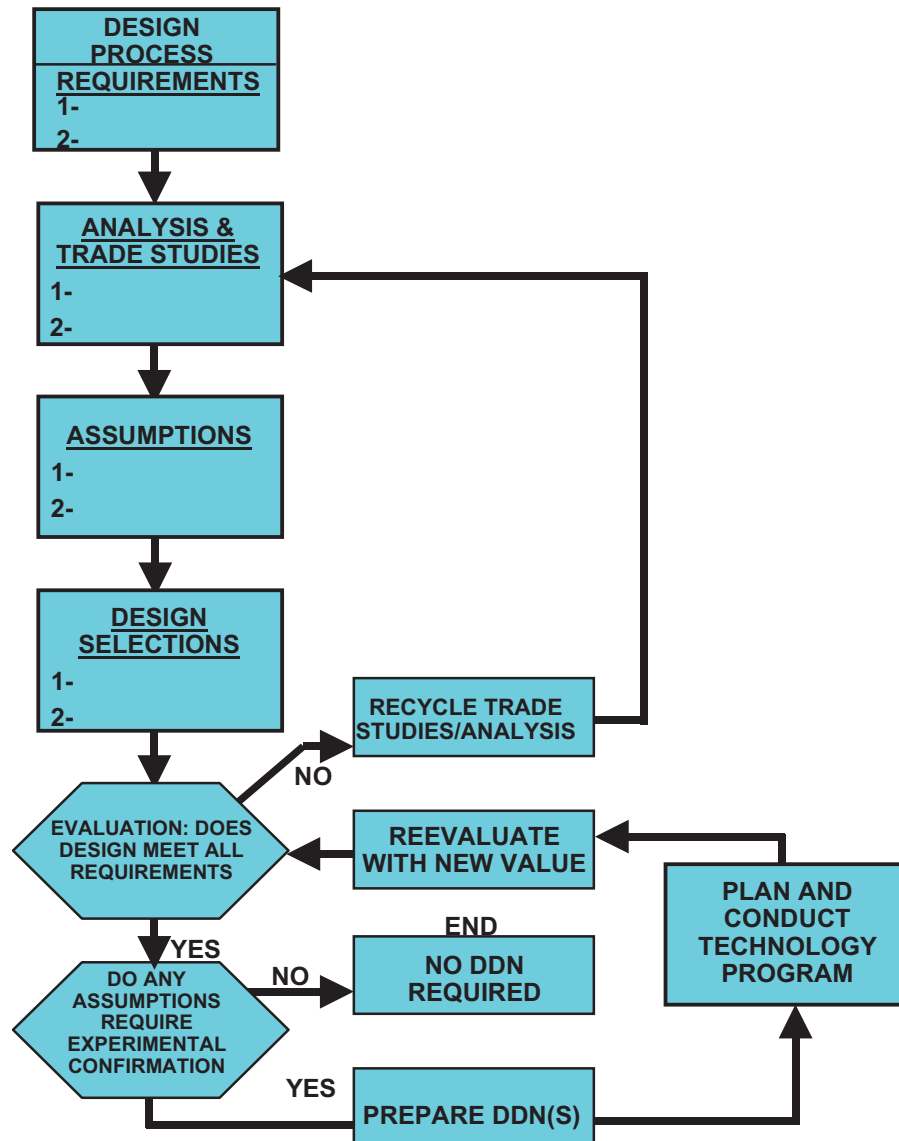 DESIGN
PROCESS
REQUIREMENTS
1-
2-
ANALYSIS &
TRADE STUDIES
1-
2-
ASSUMPTIONS
1-
2-
DESIGN
SELECTIONS
1-
2-
RECYCLE TRADE
STUDIES/ANALYSIS
NO
EVALUATION: DOES
DESIGN MEET ALL
REQUIREMENTS
REEVALUATE
WITH NEW VALUE
PLAN AND
CONDUCT
TECHNOLOGY
PROGRAM
YES
END
NO DDN
REQUIRED
NO
DO ANY
ASSUMPTIONS
REQUIRE
EXPERIMENTAL
CONFIRMATION
YES
PREPARE DDN(S)